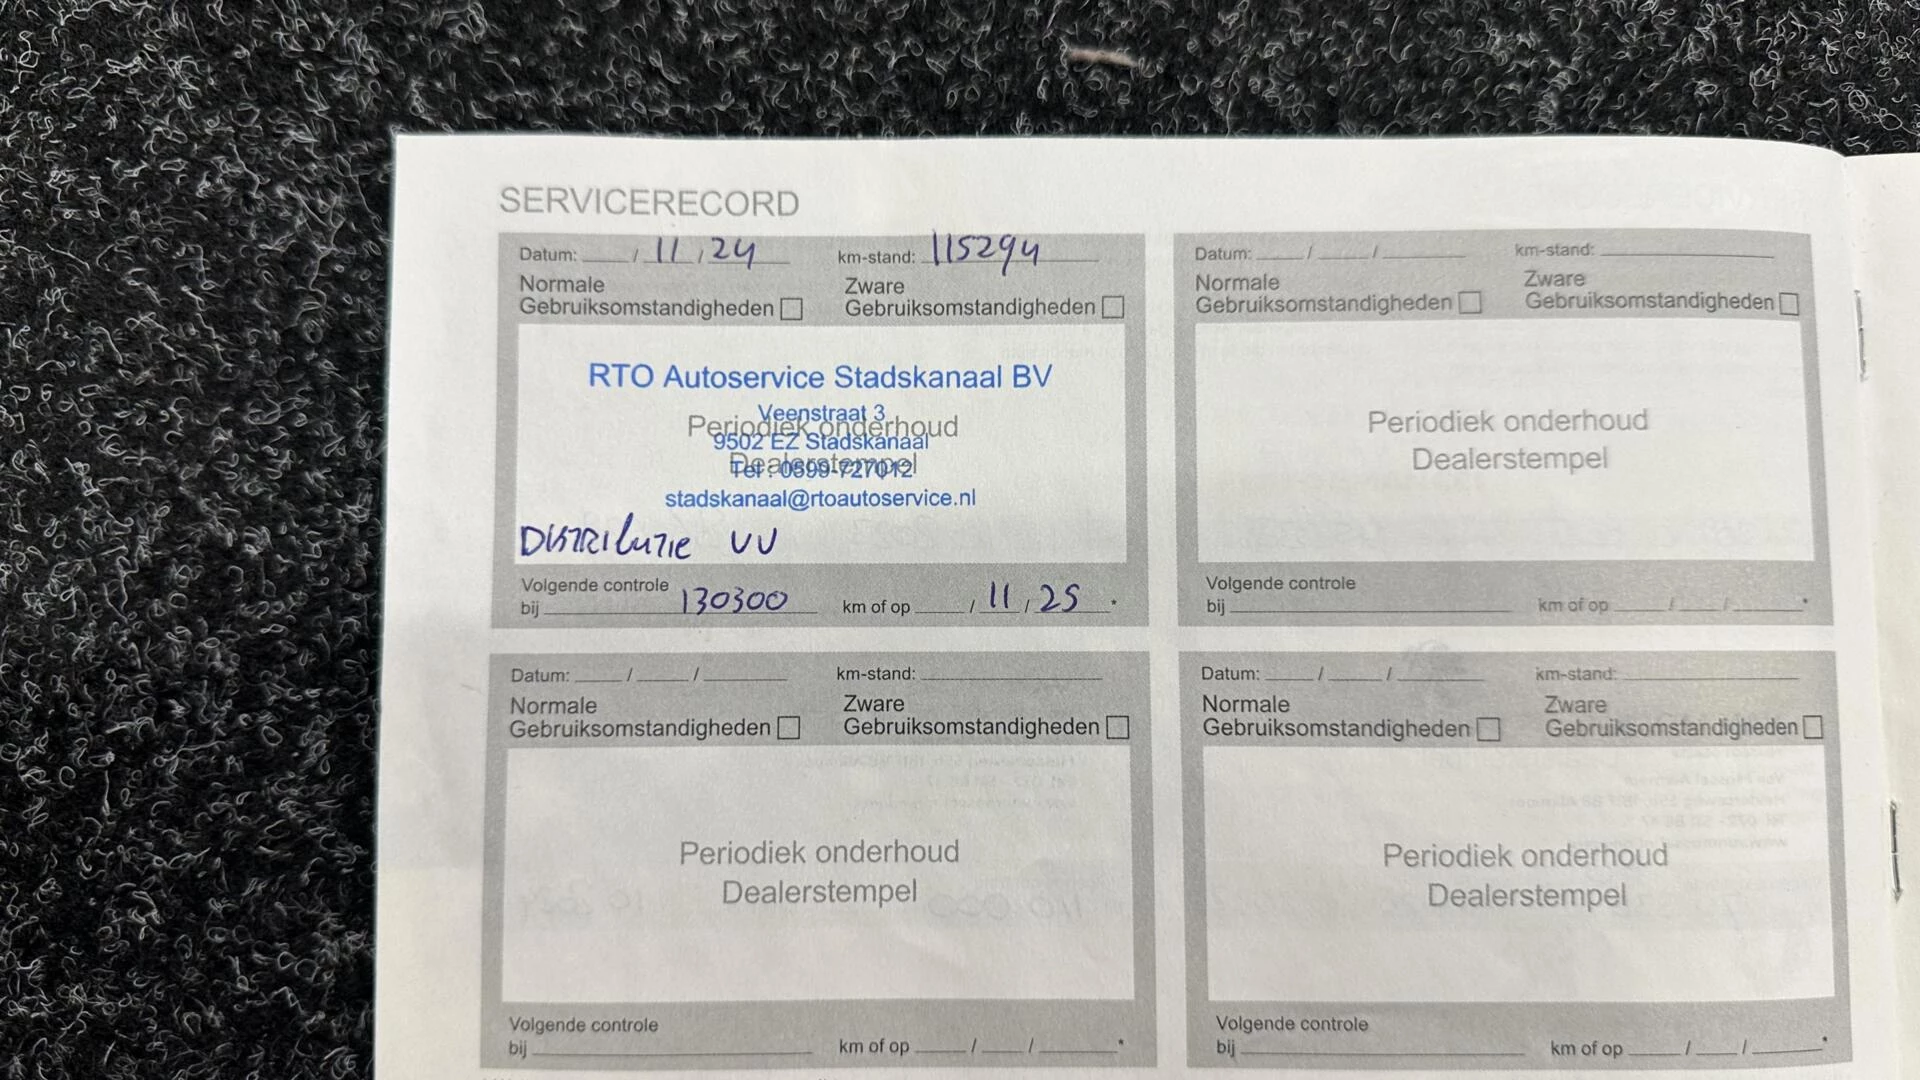 SERVICERECORD
Datum: / 11 / 24 km-stand: 115294
Normale Gebruiksomstandigheden Zware Gebruiksomstandigheden
RTO Autoservice Stadskanaal BV
Veenstraat 3
Periodiek onderhoud
9502 EZ Stadskanaal
Dealerstempel
Tel : 0599-727012
stadskanaal@rtoautoservice.nl
DISTRIbutie VV
Volgende controle
bij 130300 km of op / 11 / 25 *
Datum: / / km-stand:
Normale Gebruiksomstandigheden Zware Gebruiksomstandigheden
Periodiek onderhoud
Dealerstempel
Volgende controle
bij km of op / / *
Datum: / / km-stand:
Normale Gebruiksomstandigheden Zware Gebruiksomstandigheden
Periodiek onderhoud
Dealerstempel
Volgende controle
bij km of op / / *
Datum: / / km-stand:
Normale Gebruiksomstandigheden Zware Gebruiksomstandigheden
Periodiek onderhoud
Dealerstempel
Volgende controle
bij km of op / / *